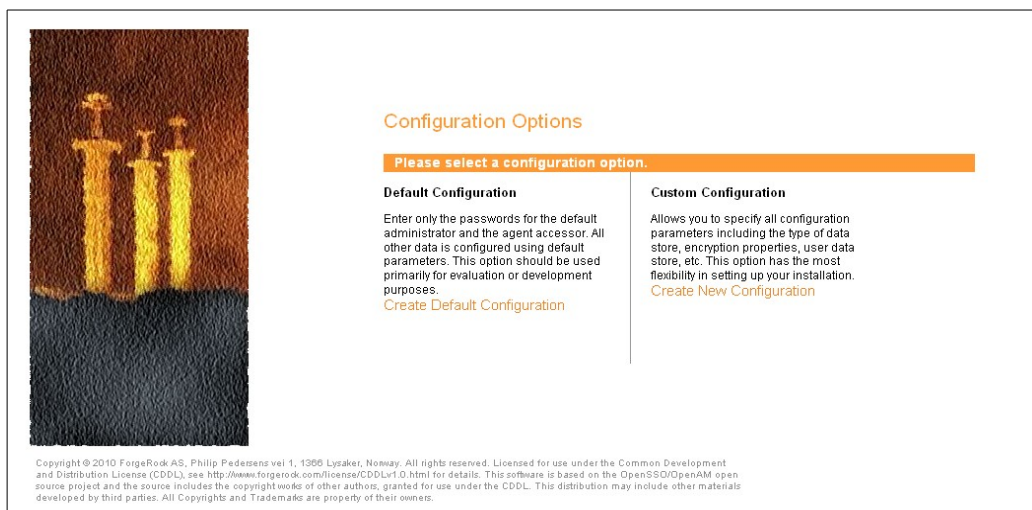 Configuration Options
Please select a configuration option.
Default Configuration
Enter only the passwords for the default
administrator and the agent accessor. All
other data is configured using default
parameters. This option should be used
primarily for evaluation or development
purposes.
Create Default Configuration
Custom Configuration
Allows you to specify all configuration
parameters including the type of data
store, encryption properties, user data
store, etc. This option has the most
flexibility in setting up your installation.
Create New Configuration
Copyright © 2010 ForgeRock AS, Philip Pedersens vei 1, 1366 Lysaker, Norway. All rights reserved. Licensed for use under the Common Development
and Distribution License (CDDL), see http://www.forgerock.com/license/CDDLv1.0.html for details. This software is based on the OpenSSO/OpenAM open
source project and the source includes the copyright works of other authors, granted for use under the CDDL. This distribution may include other materials
developed by third parties. All Copyrights and Trademarks are property of their owners.